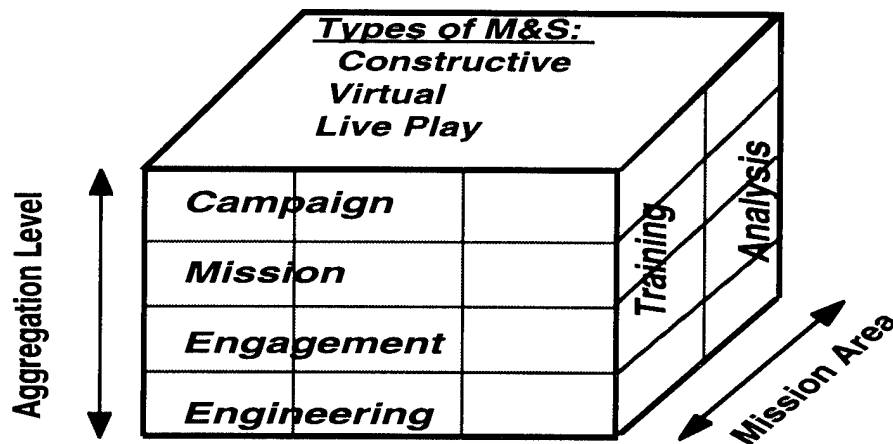 Types of M&S:
Constructive
Virtual
Live Play
Aggregation Level
Campaign
Mission
Engagement
Engineering
Training
Analysis
Mission Area